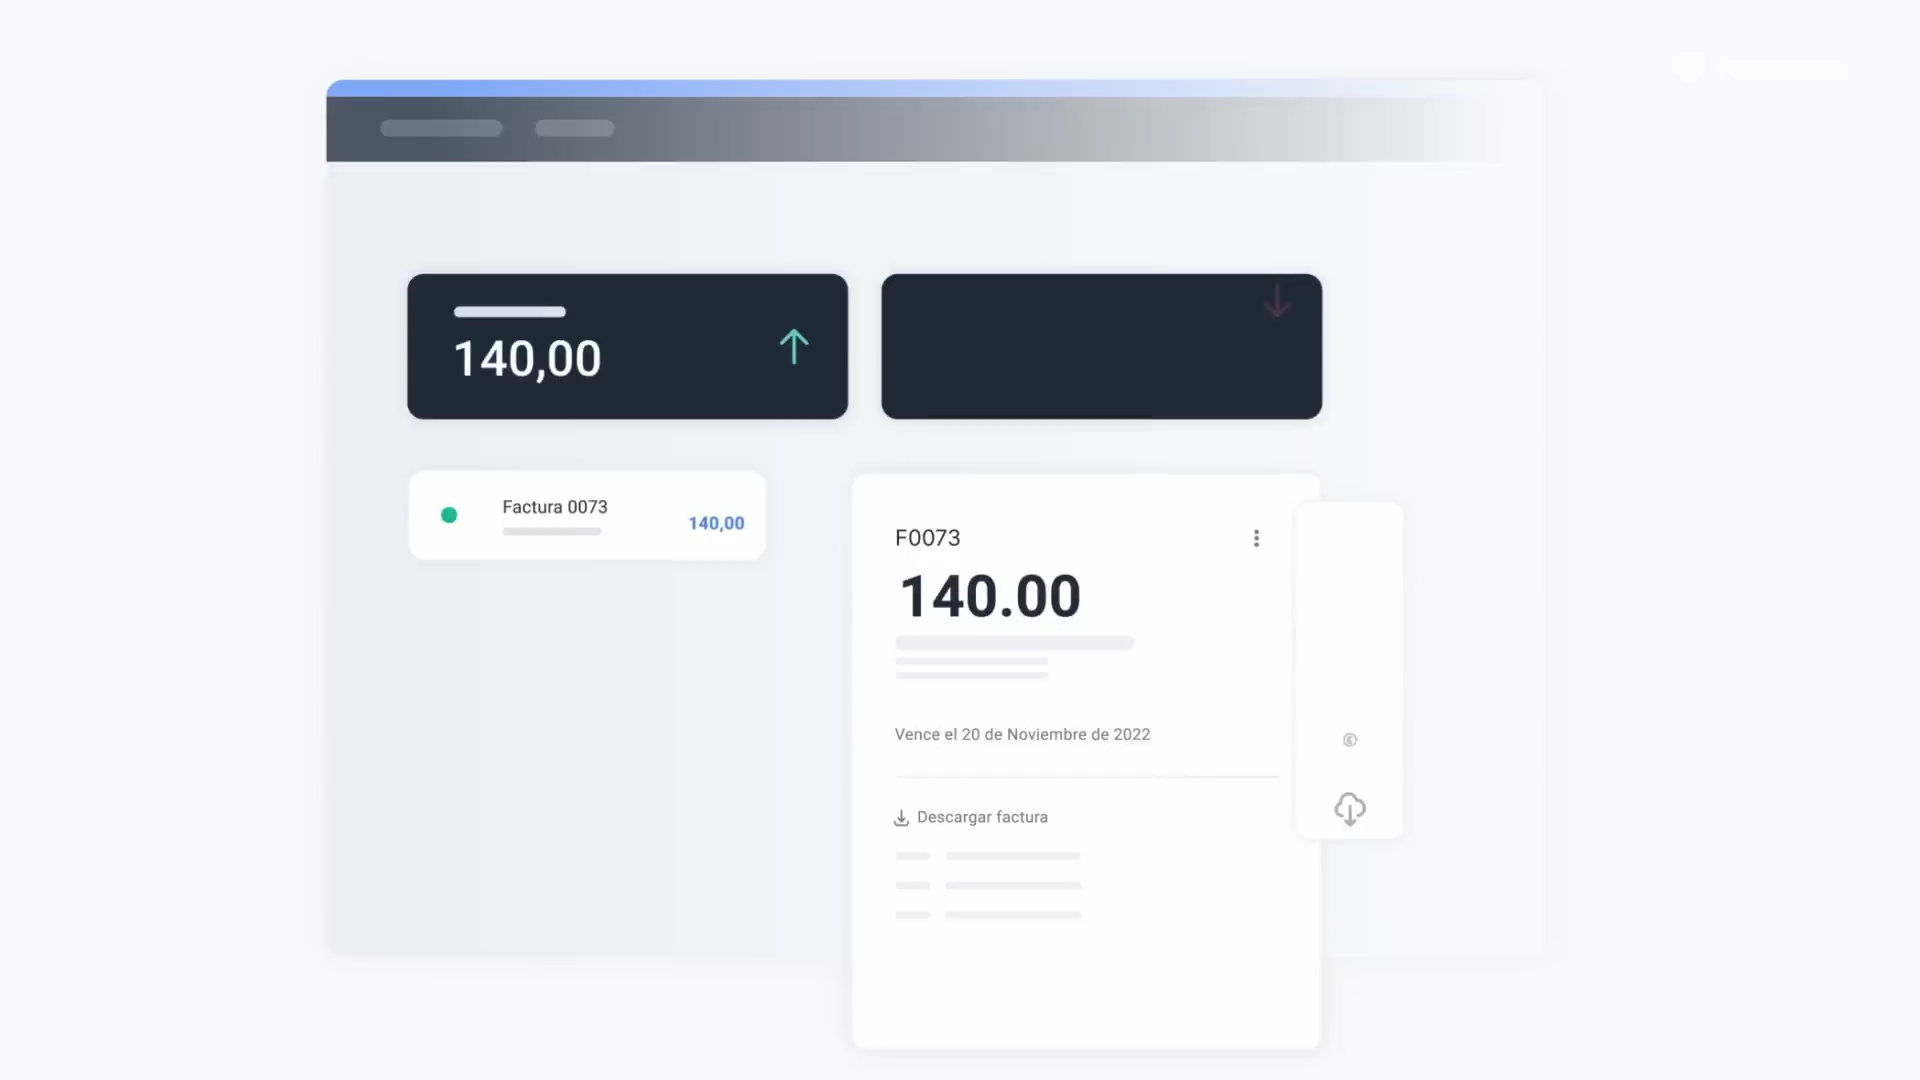 140,00
Factura 0073
140,00
F0073
140.00
Vence el 20 de Noviembre de 2022
Descargar factura